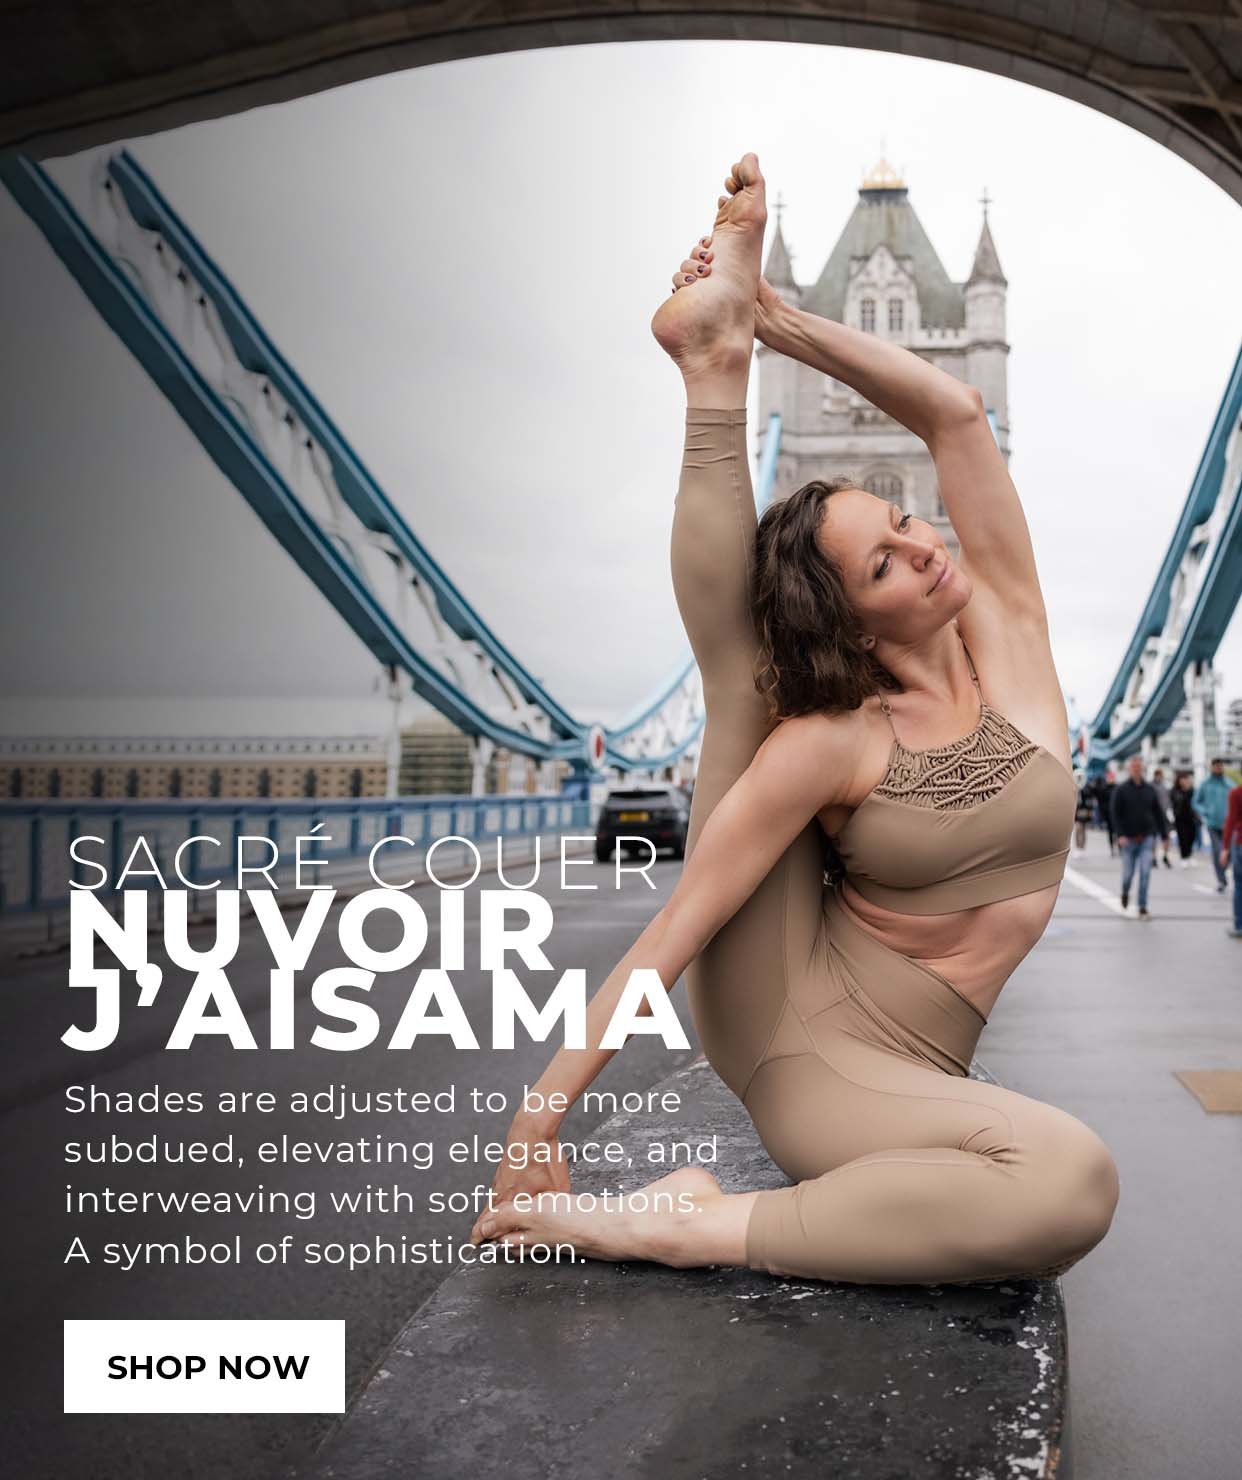 SACRÉ COUER
NUVOIR
J’AISAMA
Shades are adjusted to be more
subdued, elevating elegance, and
interweaving with soft emotions.
A symbol of sophistication.
SHOP NOW